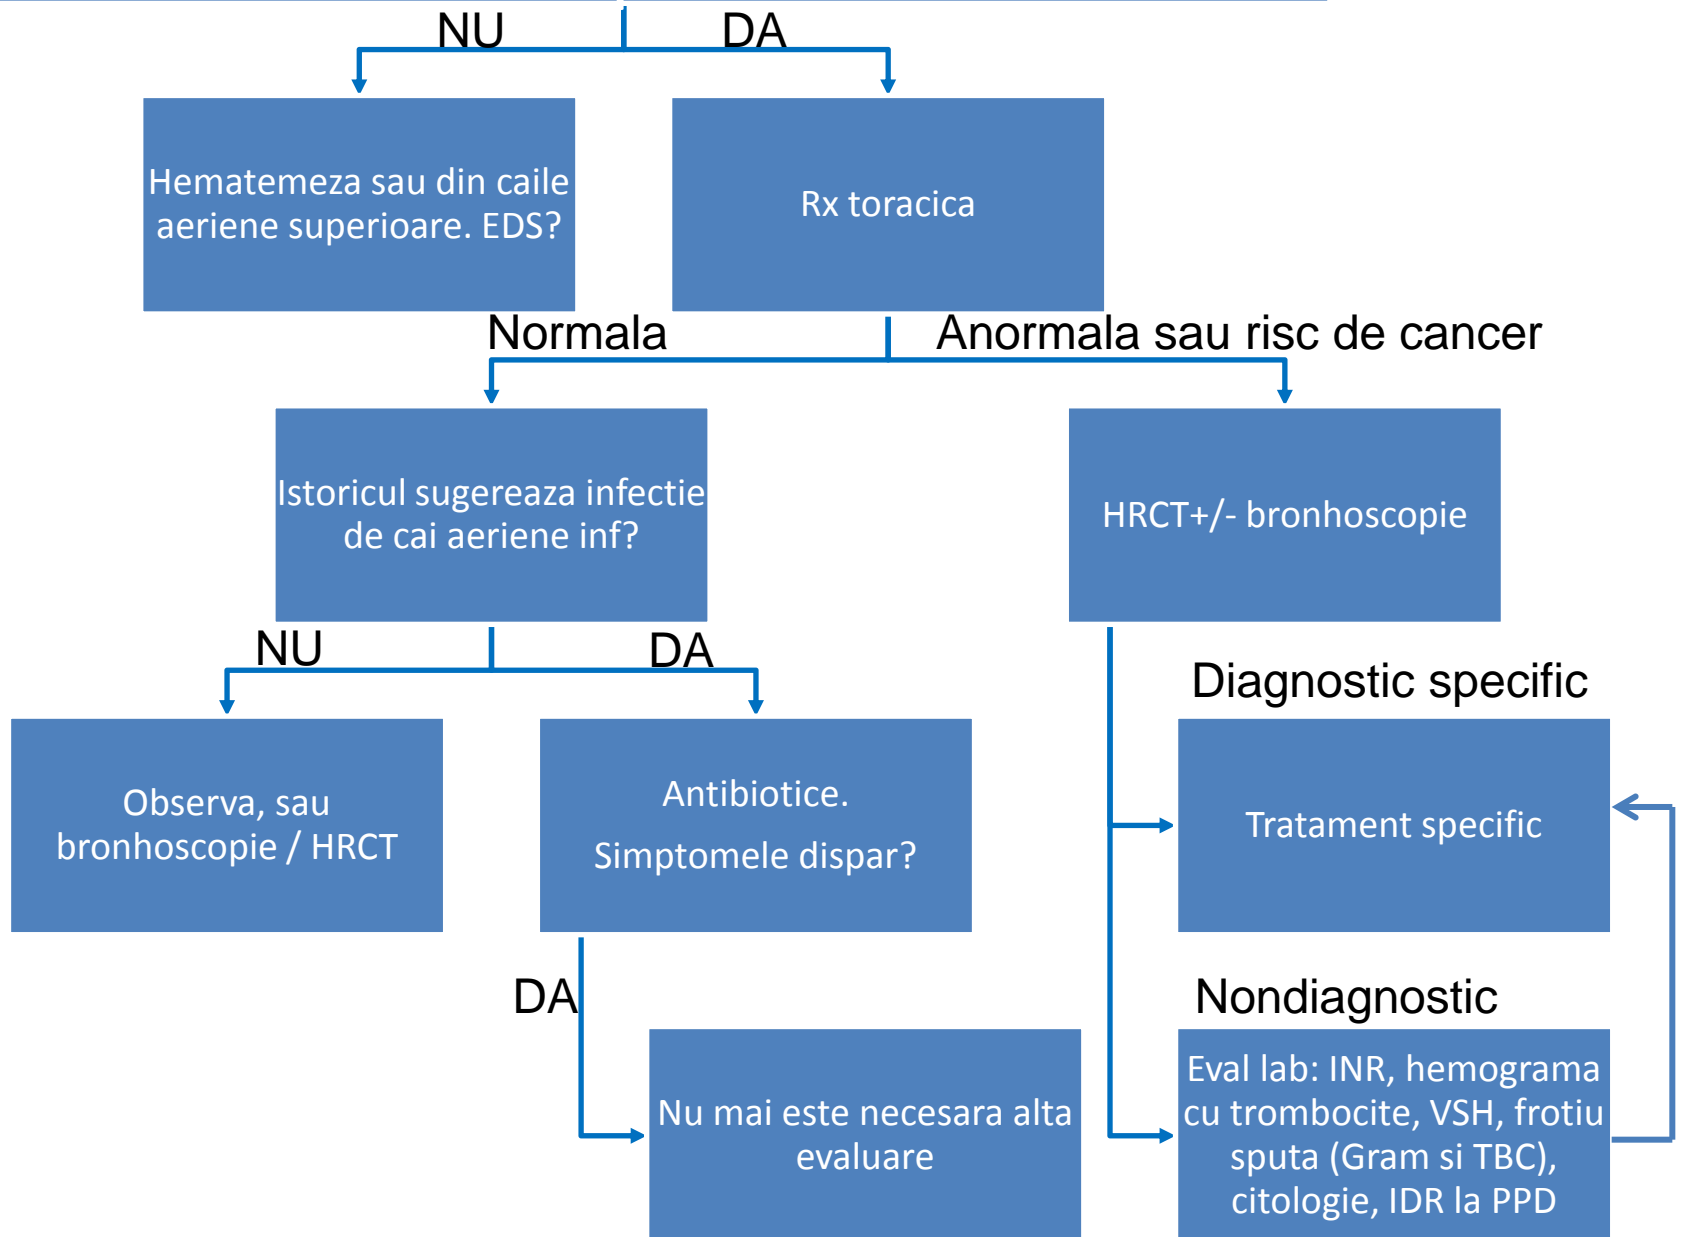 NU
DA
Hematemeza sau din caile
aeriene superioare. EDS?
Rx toracica
Normala
Anormala sau risc de cancer
Istoricul sugereaza infectie
de cai aeriene inf?
HRCT+/- bronhoscopie
NU
DA
Diagnostic specific
Observa, sau
bronhoscopie / HRCT
Antibiotice.
Simptomele dispar?
Tratament specific
DA
Nondiagnostic
Nu mai este necesara alta
evaluare
Eval lab: INR, hemograma
cu trombocite, VSH, frotiu
sputa (Gram si TBC),
citologie, IDR la PPD